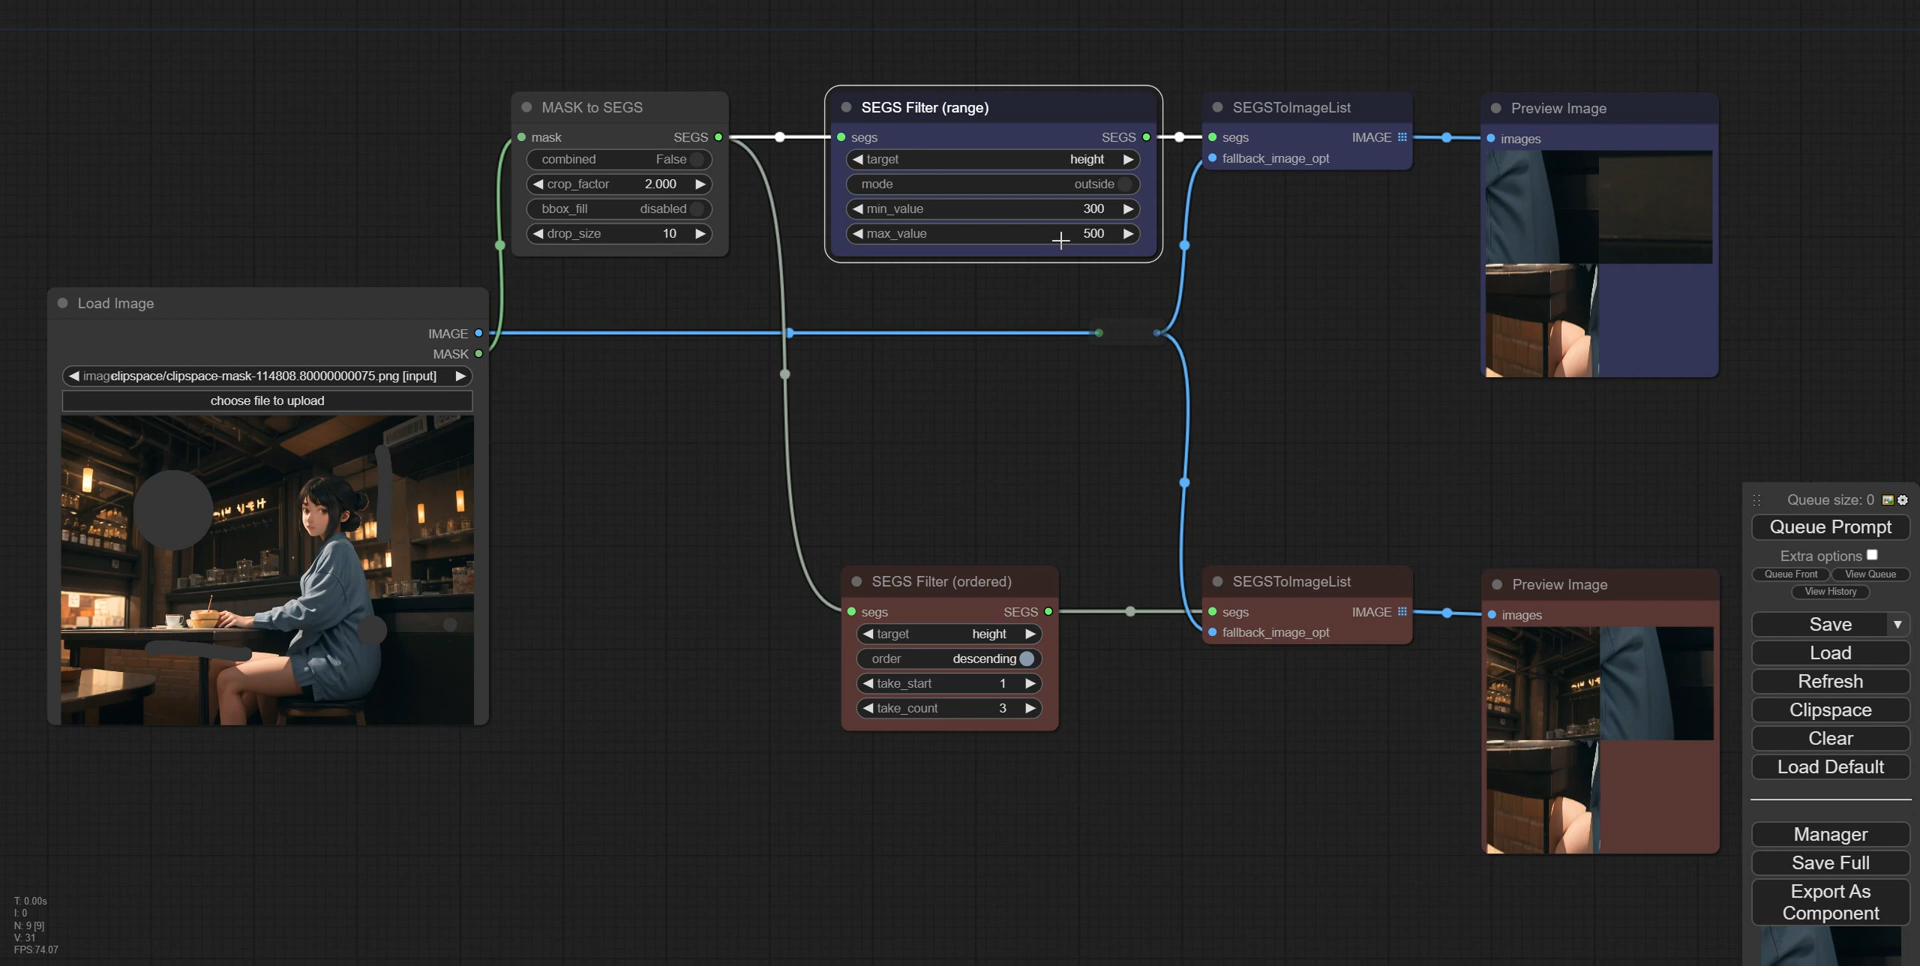 MASK to SEGS
mask SEGS
combined False
crop_factor 2.000
bbox_fill disabled
drop_size 10
SEGS Filter (range)
segs SEGS
target height
mode outside
min_value 300
max_value 500
SEGSToImageList
segs IMAGE
fallback_image_opt
Preview Image
images
Load Image
IMAGE
MASK
clipspace/clipspace-mask-114808.80000000075.png [input]
choose file to upload
SEGS Filter (ordered)
segs SEGS
target height
order descending
take_start 1
take_count 3
SEGSToImageList
segs IMAGE
fallback_image_opt
Preview Image
images
Queue size: 0
Queue Prompt
Extra options
Queue Front View Queue
View History
Save
Load
Refresh
Clipspace
Clear
Load Default
Manager
Save Full
Export As
Component
T: 0.00s
I: 0
N: 9 [9]
V: 31
FPS:74.07